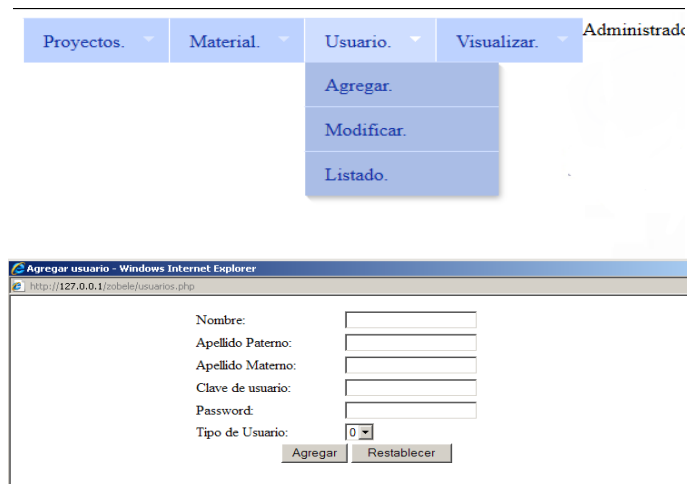 Proyectos. Material. Usuario. Visualizar. Administrado
Agregar.
Modificar.
Listado.
Agregar usuario - Windows Internet Explorer
http://127.0.0.1/zobele/usuarios.php
Nombre:
Apellido Paterno:
Apellido Materno:
Clave de usuario:
Password:
Tipo de Usuario: 0
Agregar Restablecer